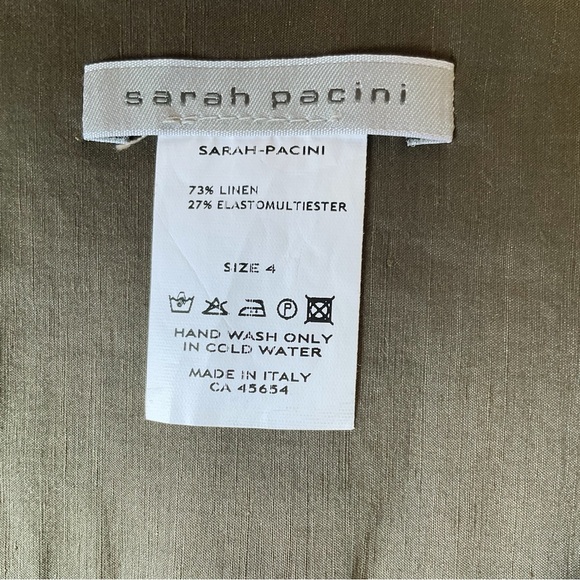 sarah pacini
SARAH-PACINI
73% LINEN
27% ELASTOMULTIESTER
SIZE 4
P
HAND WASH ONLY
IN COLD WATER
MADE IN ITALY
CA 45654